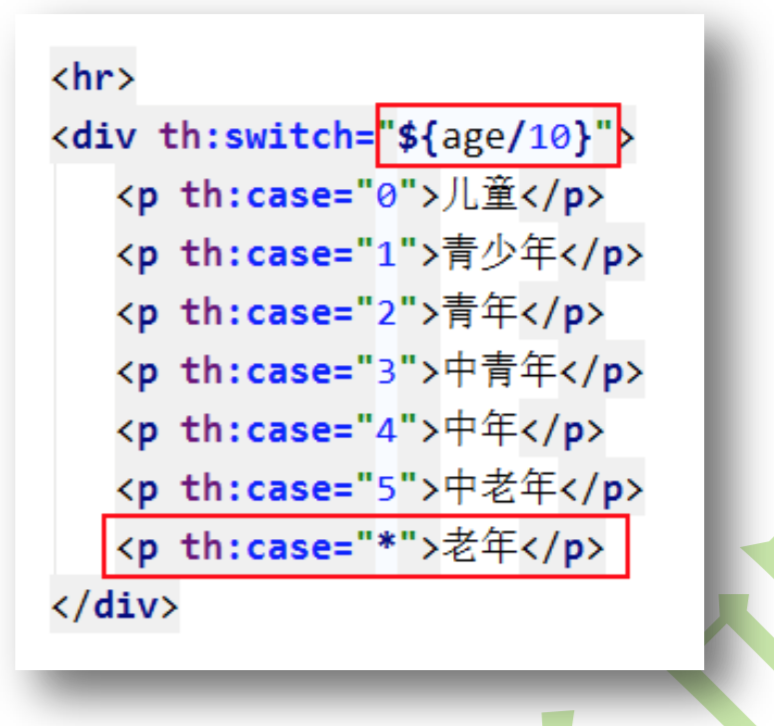 <hr>
<div th:switch="${age/10}">
<p th:case="0">儿童</p>
<p th:case="1">青少年</p>
<p th:case="2">青年</p>
<p th:case="3">中青年</p>
<p th:case="4">中年</p>
<p th:case="5">中老年</p>
<p th:case="*">老年</p>
</div>